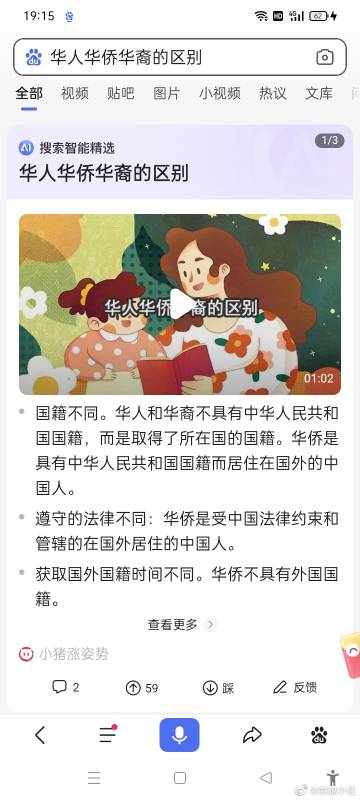 19:15
HD 4G 62
华人华侨华裔的区别
全部 视频 贴吧 图片 小视频 热议 文库
AI 搜索智能精选 1/3
华人华侨华裔的区别
华人华侨华裔的区别
01:02
国籍不同。华人和华裔不具有中华人民共和
国国籍，而是取得了所在国的国籍。华侨是
具有中华人民共和国国籍而居住在国外的中
国人。
遵守的法律不同：华侨是受中国法律约束和
管辖的在国外居住的中国人。
获取国外国籍时间不同。华侨不具有外国国
籍。
查看更多
小猪涨姿势
2 59 踩 反馈
du